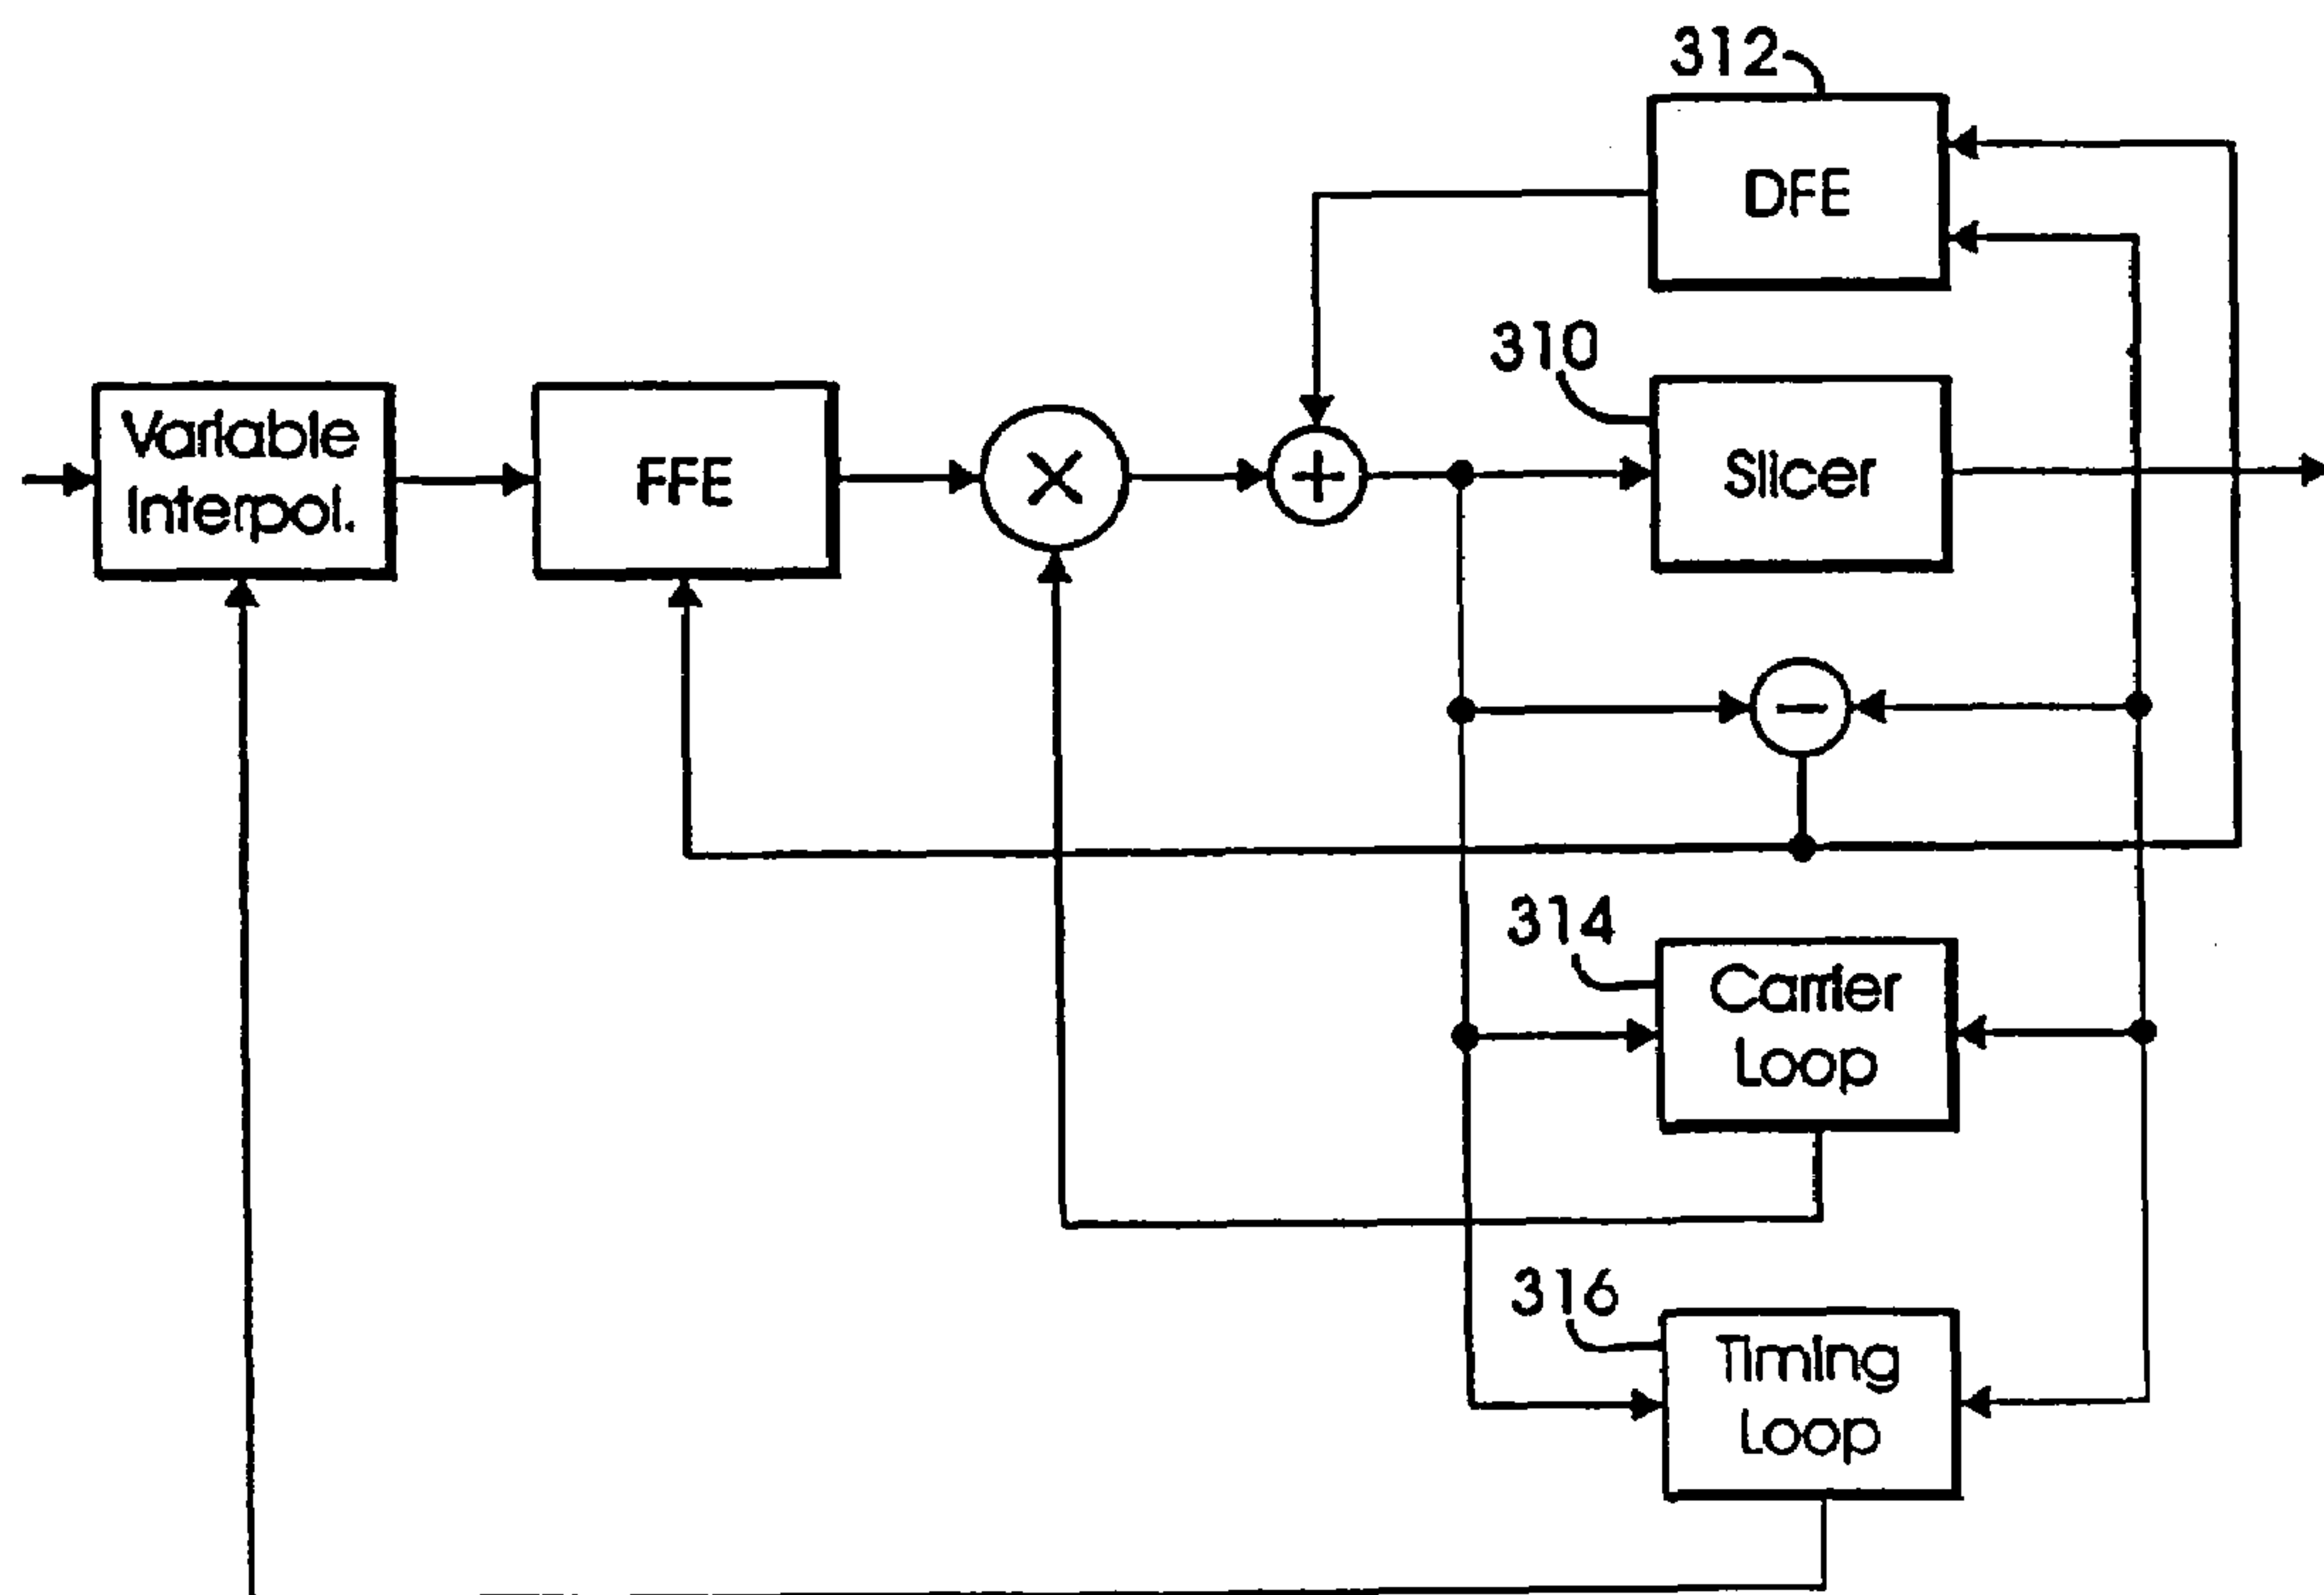 312
DFE
310
Variable
Interpol.
FFE
Slicer
314
Carrier
Loop
316
Timing
Loop